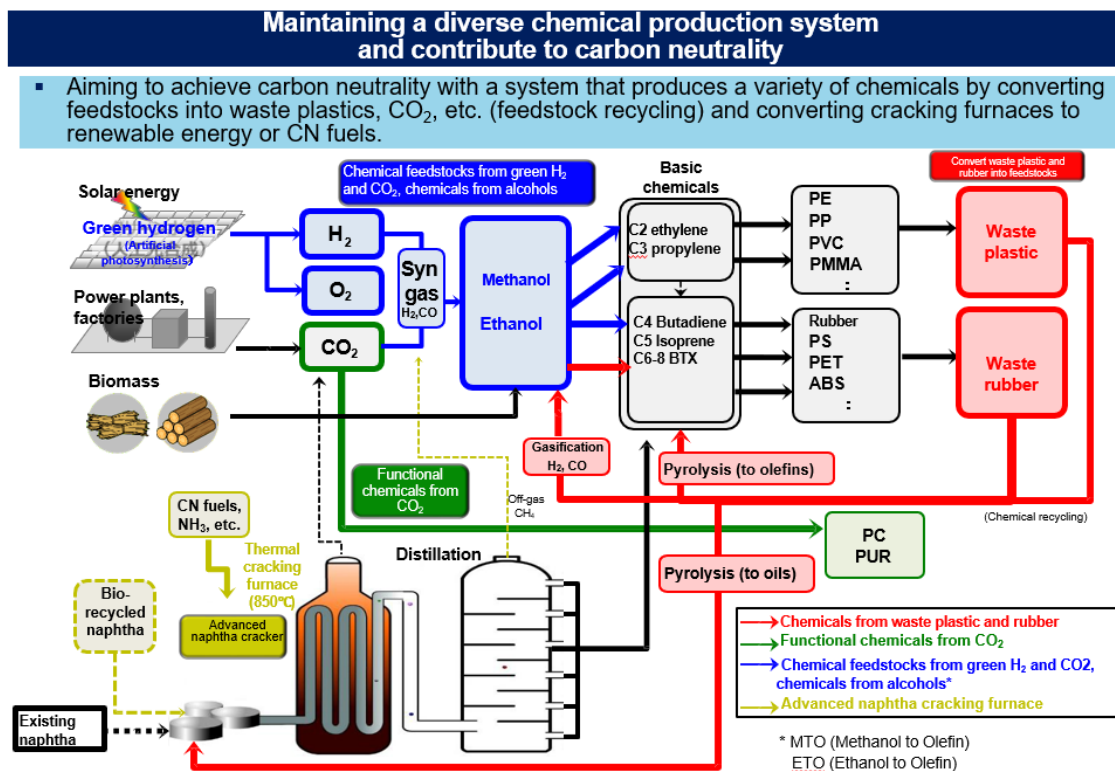 Maintaining a diverse chemical production system
and contribute to carbon neutrality
▪ Aiming to achieve carbon neutrality with a system that produces a variety of chemicals by converting
feedstocks into waste plastics, CO₂, etc. (feedstock recycling) and converting cracking furnaces to
renewable energy or CN fuels.
Solar energy
Green hydrogen
(Artificial
photosynthesis)
Power plants,
factories
Biomass
Chemical feedstocks from green H₂
and CO₂, chemicals from alcohols
H₂
O₂
CO₂
Syn
gas
H₂,CO
Methanol
Ethanol
Basic
chemicals
C2 ethylene
C3 propylene
C4 Butadiene
C5 Isoprene
C6-8 BTX
PE
PP
PVC
PMMA
:
Rubber
PS
PET
ABS
:
Convert waste plastic and
rubber into feedstocks
Waste
plastic
Waste
rubber
Gasification
H₂, CO
Pyrolysis (to olefins)
(Chemical recycling)
Functional
chemicals from
CO₂
Off-gas
CH₄
PC
PUR
CN fuels,
NH₃, etc.
Thermal
cracking
furnace
(850℃)
Distillation
Pyrolysis (to oils)
Bio-
recycled
naphtha
Advanced
naphtha cracker
Existing
naphtha
Chemicals from waste plastic and rubber
Functional chemicals from CO₂
Chemical feedstocks from green H₂ and CO2,
chemicals from alcohols*
Advanced naphtha cracking furnace
* MTO (Methanol to Olefin)
ETO (Ethanol to Olefin)